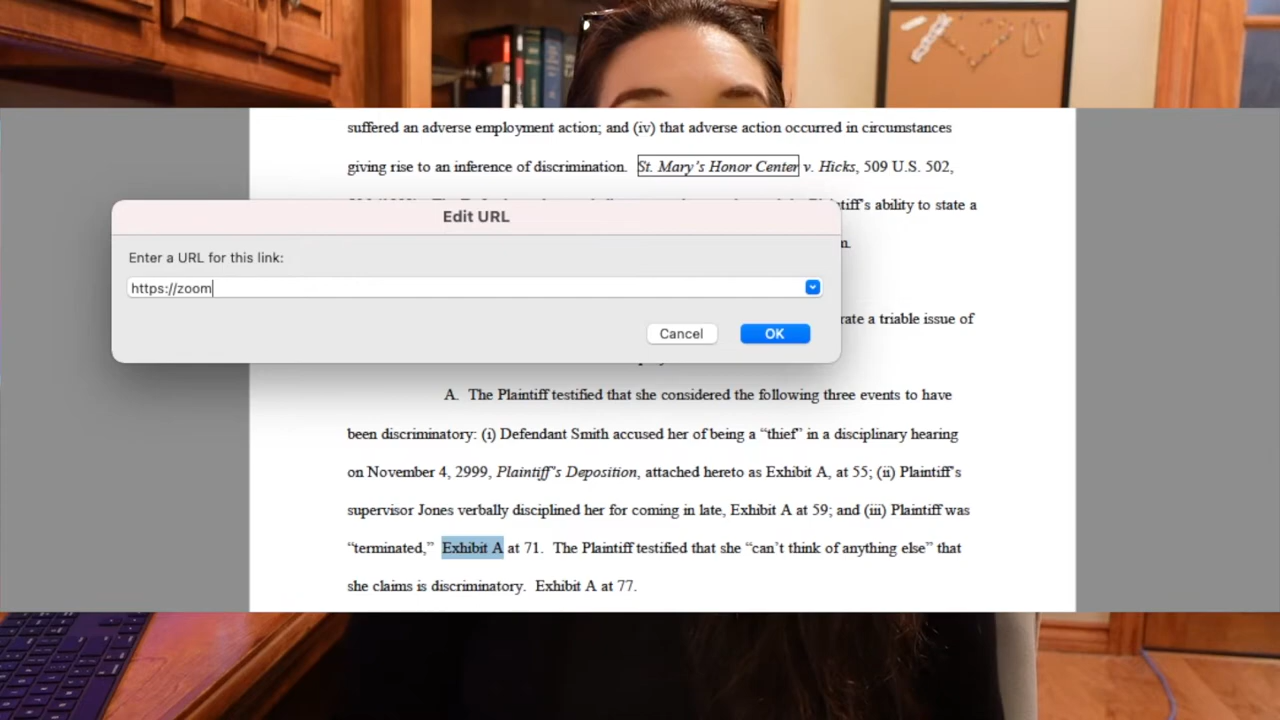 suffered an adverse employment action; and (iv) that adverse action occurred in circumstances
giving rise to an inference of discrimination. St. Mary's Honor Center v. Hicks, 509 U.S. 502,
ability to state a
Edit URL
Enter a URL for this link:
https://zoom
Cancel
OK
a triable issue of
A. The Plaintiff testified that she considered the following three events to have
been discriminatory: (i) Defendant Smith accused her of being a “thief” in a disciplinary hearing
on November 4, 2999, Plaintiff's Deposition, attached hereto as Exhibit A, at 55; (ii) Plaintiff's
supervisor Jones verbally disciplined her for coming in late, Exhibit A at 59; and (iii) Plaintiff was
“terminated,” Exhibit A at 71. The Plaintiff testified that she “can't think of anything else” that
she claims is discriminatory. Exhibit A at 77.